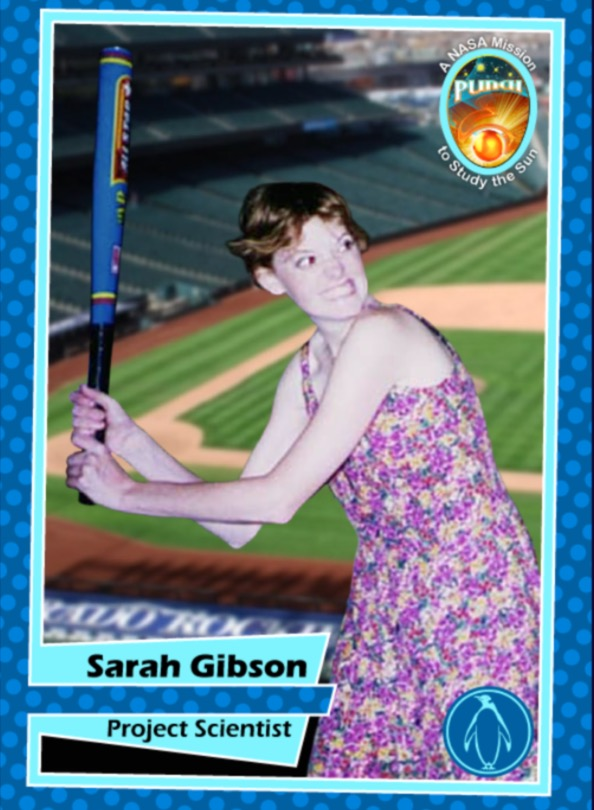 A NASA Mission
PUNCH
to Study the Sun
Sarah Gibson
Project Scientist